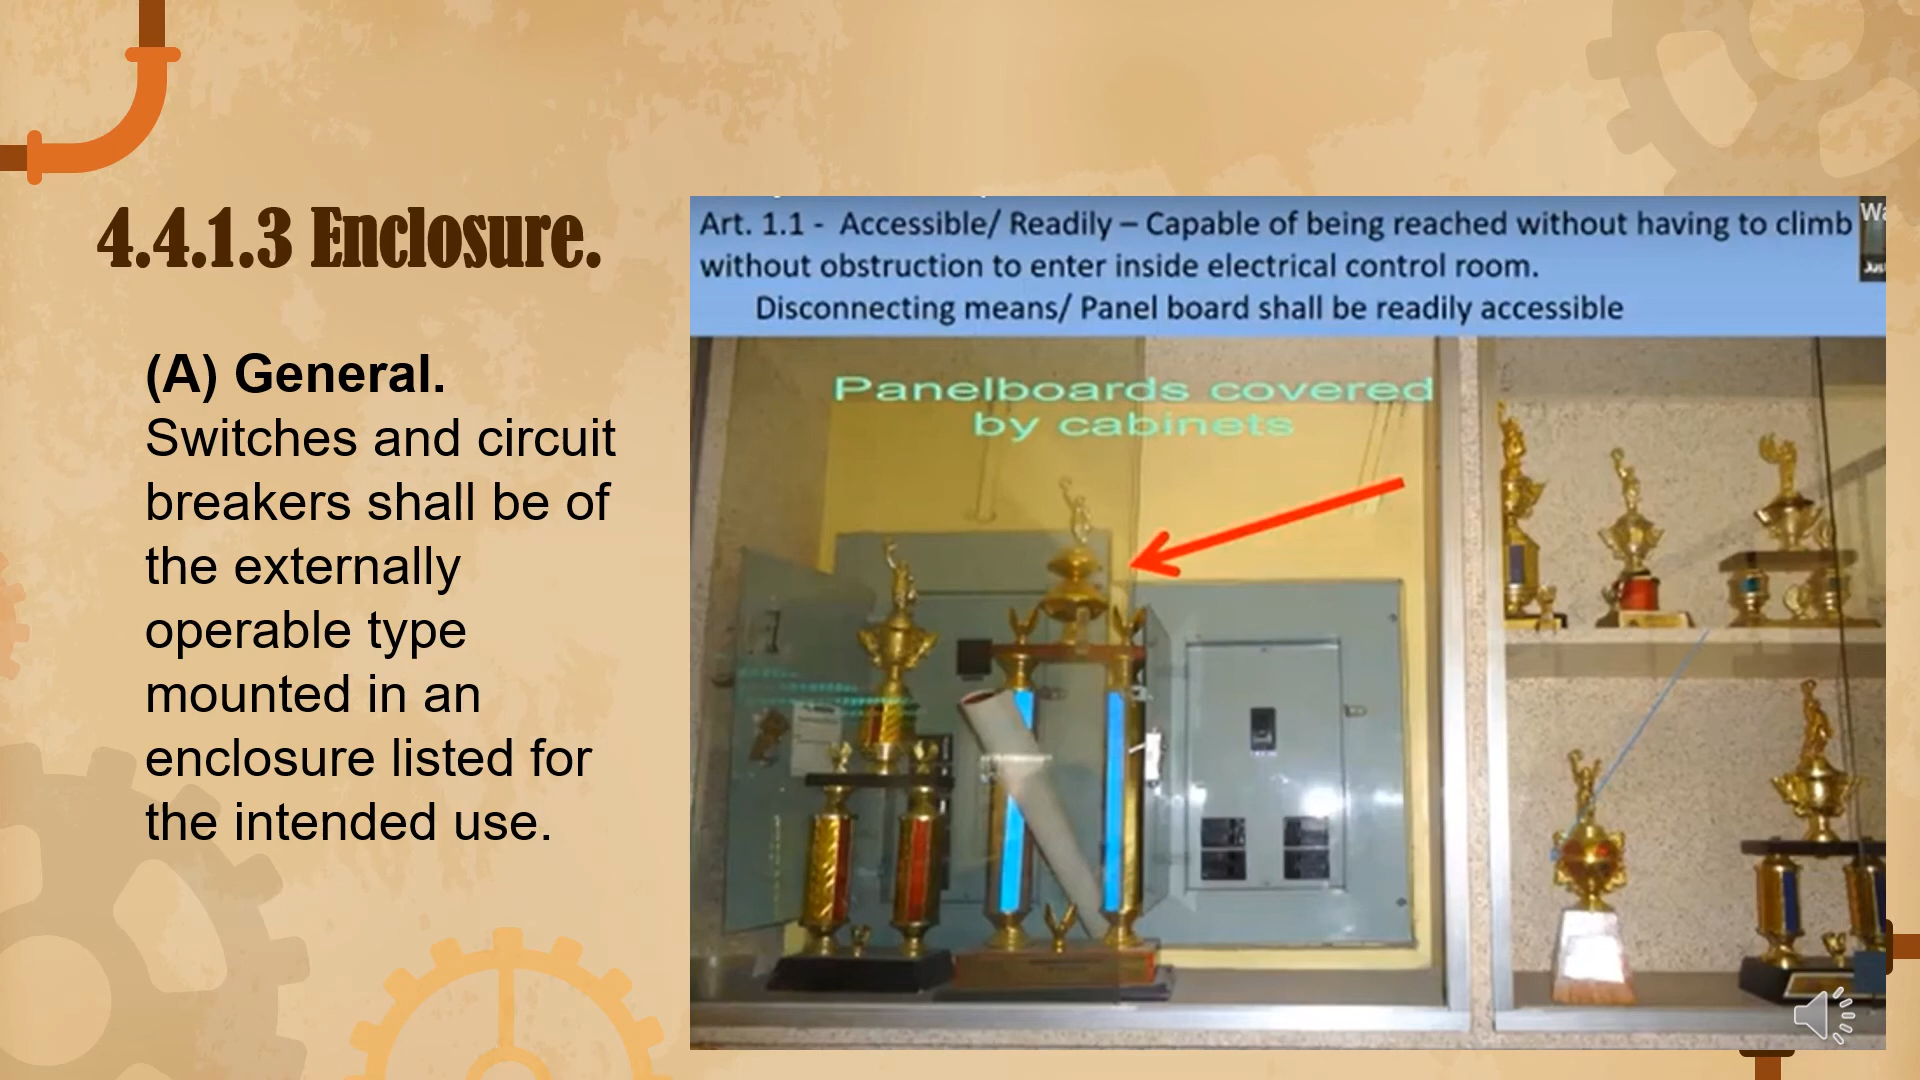 4.4.1.3 Enclosure.
(A) General.
Switches and circuit
breakers shall be of
the externally
operable type
mounted in an
enclosure listed for
the intended use.
Art. 1.1 - Accessible/ Readily – Capable of being reached without having to climb
without obstruction to enter inside electrical control room.
Disconnecting means/ Panel board shall be readily accessible
Panelboards covered
by cabinets